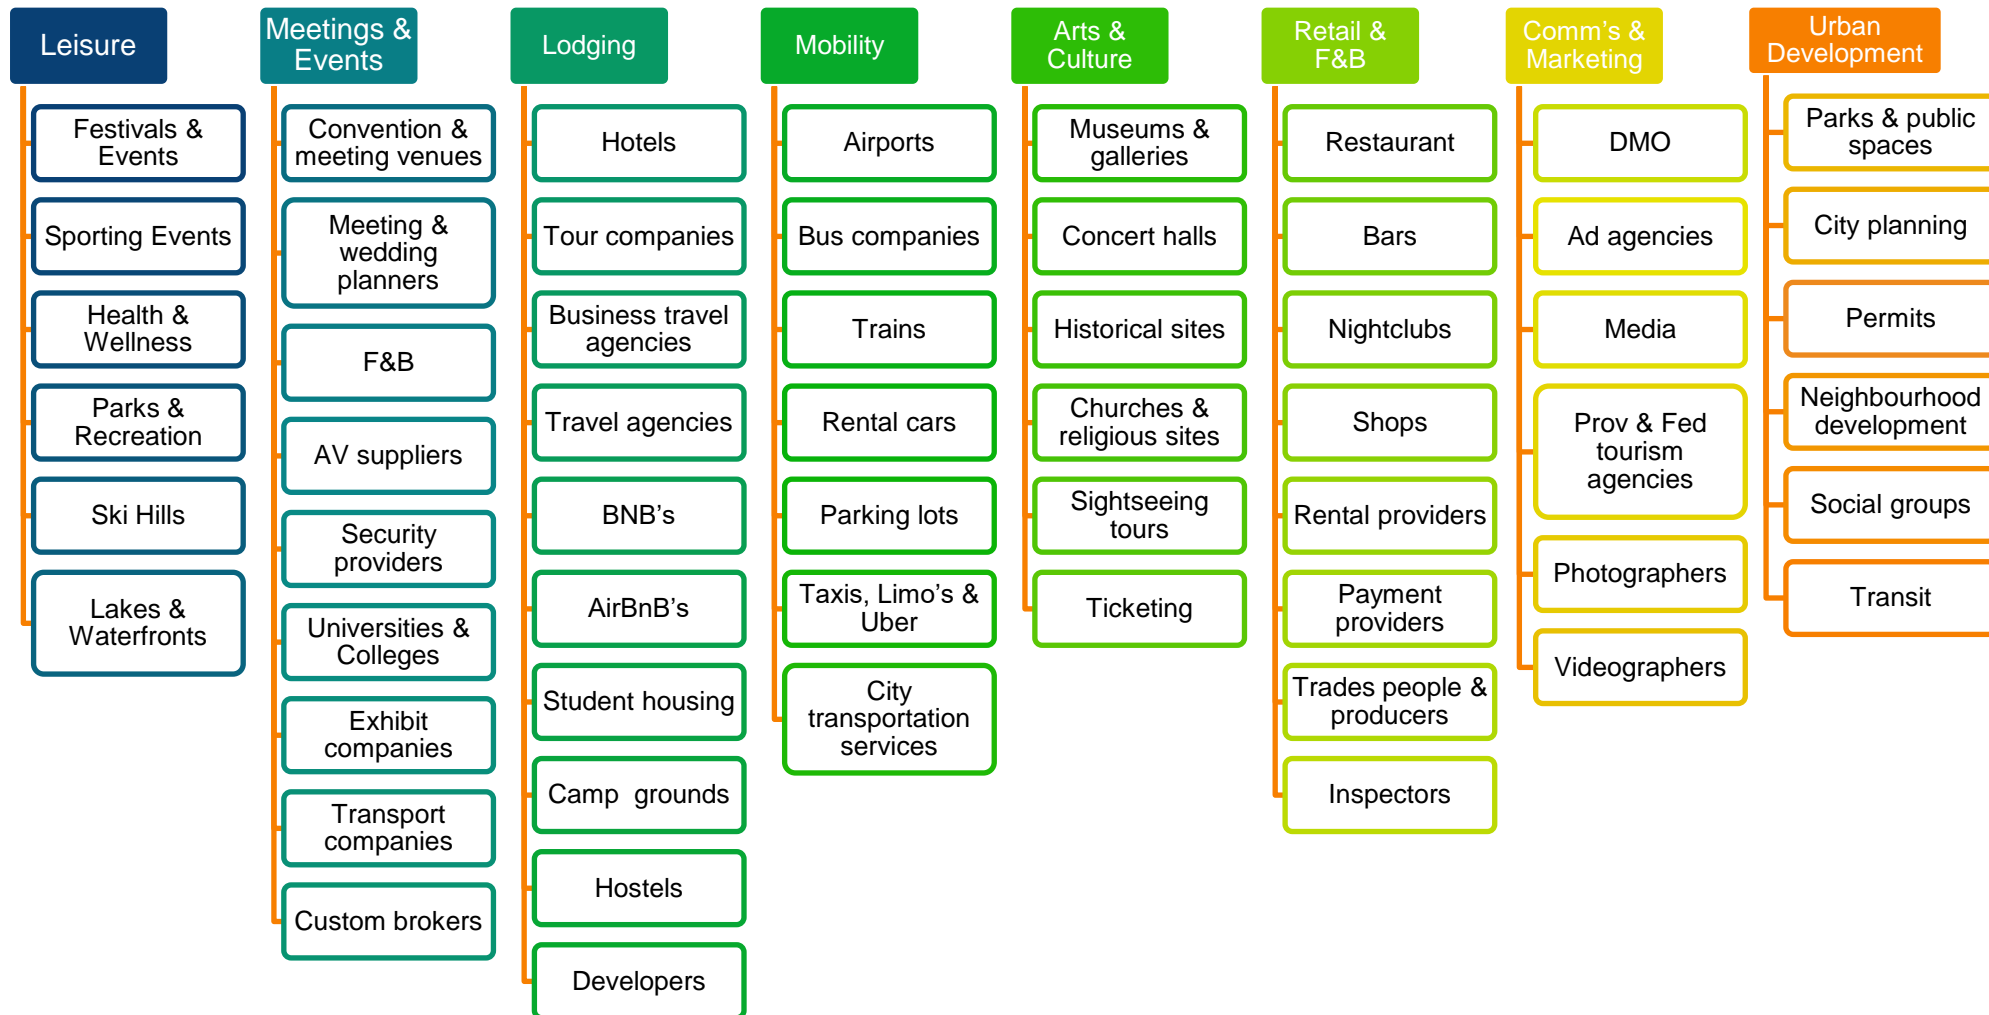 Leisure
Festivals &
Events
Sporting Events
Health &
Wellness
Parks &
Recreation
Ski Hills
Lakes &
Waterfronts
Meetings &
Events
Convention &
meeting venues
Meeting &
wedding
planners
F&B
AV suppliers
Security
providers
Universities &
Colleges
Exhibit
companies
Transport
companies
Custom brokers
Lodging
Hotels
Tour companies
Business travel
agencies
Travel agencies
BNB’s
AirBnB’s
Student housing
Camp  grounds
Hostels
Developers
Mobility
Airports
Bus companies
Trains
Rental cars
Parking lots
Taxis, Limo’s &
Uber
City
transportation
services
Arts &
Culture
Museums &
galleries
Concert halls
Historical sites
Churches &
religious sites
Sightseeing
tours
Ticketing
Retail &
F&B
Restaurant
Bars
Nightclubs
Shops
Rental providers
Payment
providers
Trades people &
producers
Inspectors
Comm’s &
Marketing
DMO
Ad agencies
Media
Prov & Fed
tourism
agencies
Photographers
Videographers
Urban
Development
Parks & public
spaces
City planning
Permits
Neighbourhood
development
Social groups
Transit